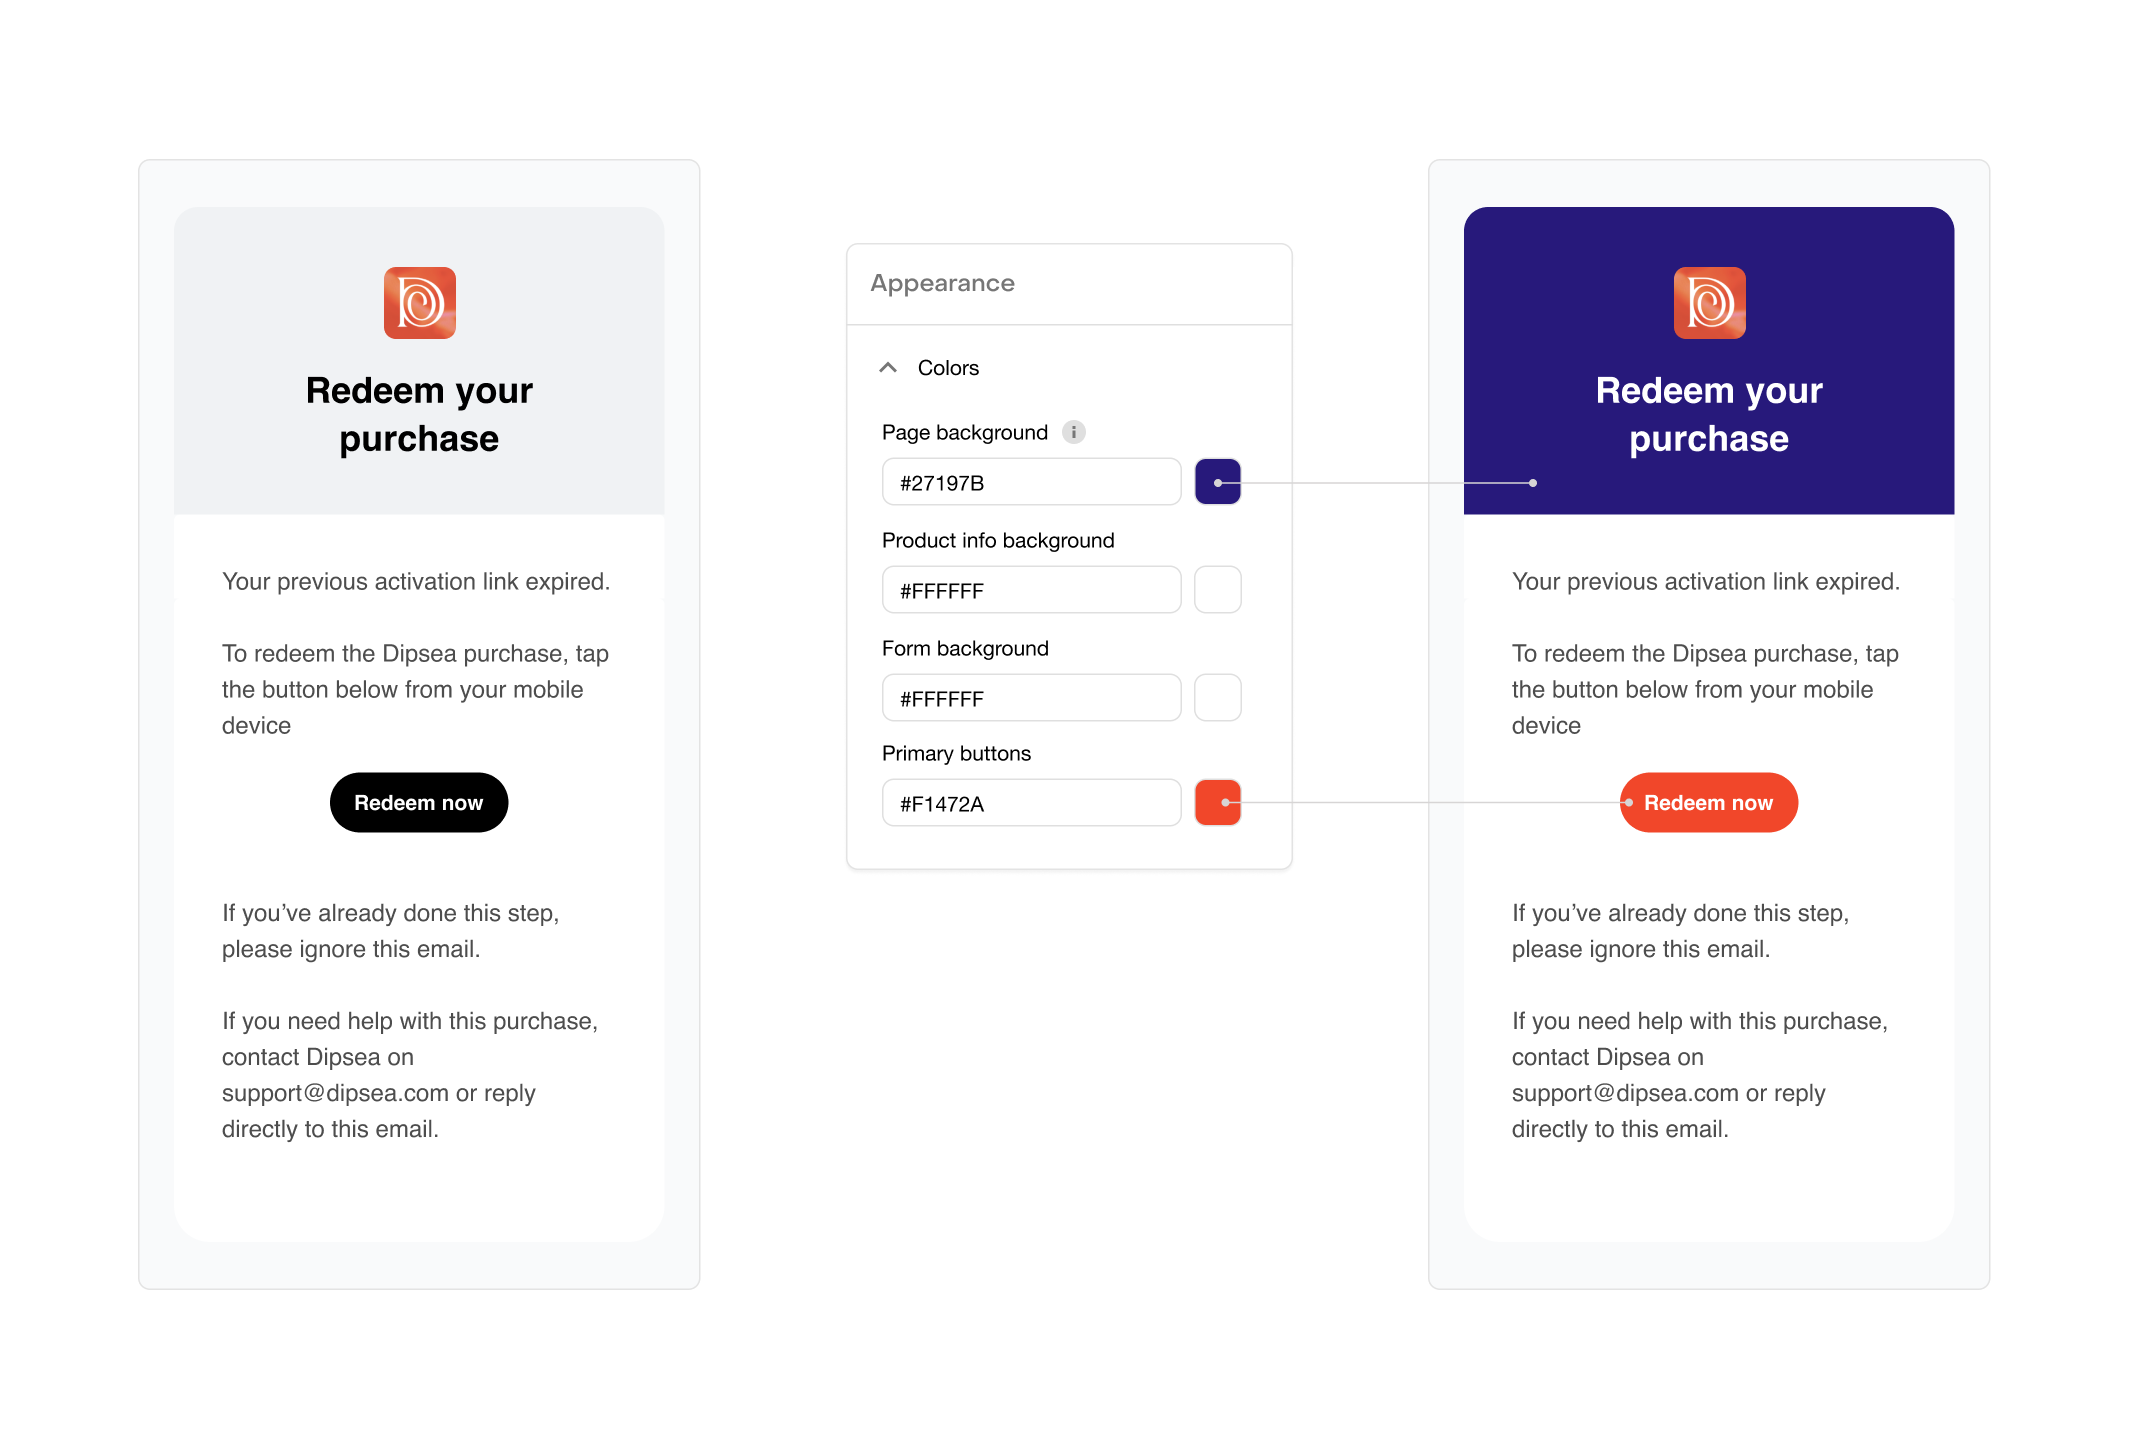 Redeem your
purchase
Your previous activation link expired.
To redeem the Dipsea purchase, tap
the button below from your mobile
device
Redeem now
If you’ve already done this step,
please ignore this email.
If you need help with this purchase,
contact Dipsea on
support@dipsea.com or reply
directly to this email.
Appearance
Colors
Page background
#27197B
Product info background
#FFFFFF
Form background
#FFFFFF
Primary buttons
#F1472A
Redeem your
purchase
Your previous activation link expired.
To redeem the Dipsea purchase, tap
the button below from your mobile
device
Redeem now
If you’ve already done this step,
please ignore this email.
If you need help with this purchase,
contact Dipsea on
support@dipsea.com or reply
directly to this email.